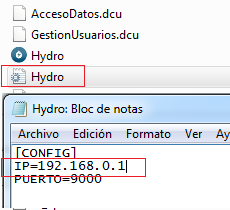 AccesoDatos.dcu
GestionUsuarios.dcu
Hydro
Hydro
Hydro: Bloc de notas
Archivo Edición Formato Ver Ay
[CONFIG]
IP=192.168.0.1
PUERTO=9000